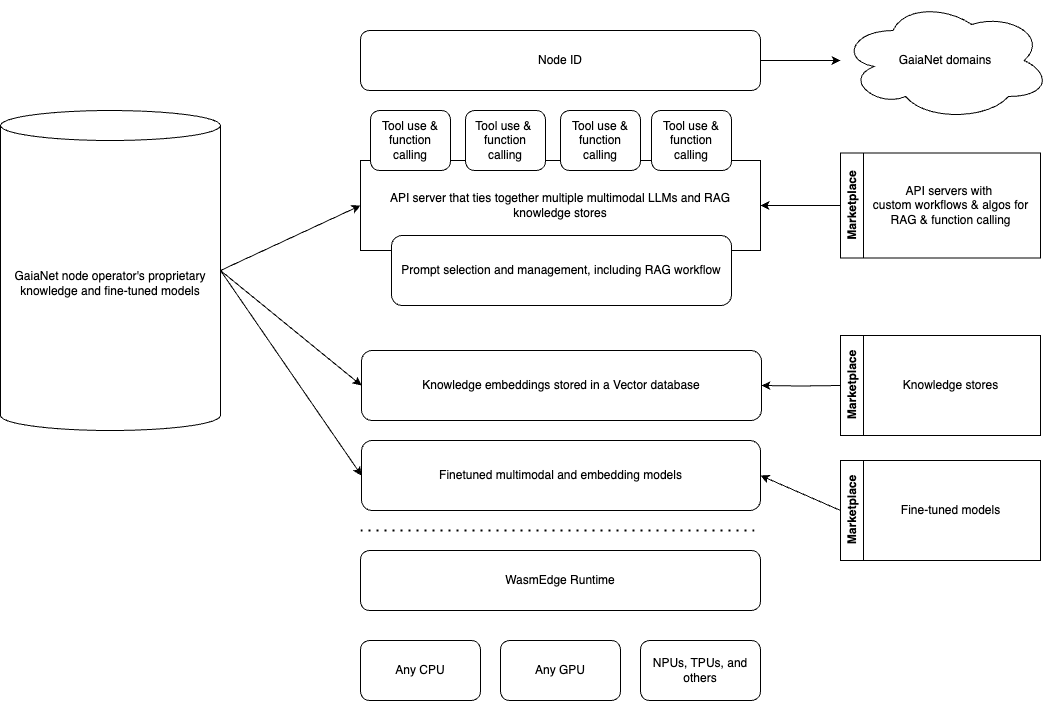 Node ID
GaiaNet domains
Tool use &
function
calling
Tool use &
function
calling
Tool use &
function
calling
Tool use &
function
calling
API server that ties together multiple multimodal LLMs and RAG
knowledge stores
Prompt selection and management, including RAG workflow
Marketplace
API servers with
custom workflows & algos for
RAG & function calling
GaiaNet node operator's proprietary
knowledge and fine-tuned models
Knowledge embeddings stored in a Vector database
Marketplace
Knowledge stores
Finetuned multimodal and embedding models
Marketplace
Fine-tuned models
WasmEdge Runtime
Any CPU
Any GPU
NPUs, TPUs, and
others